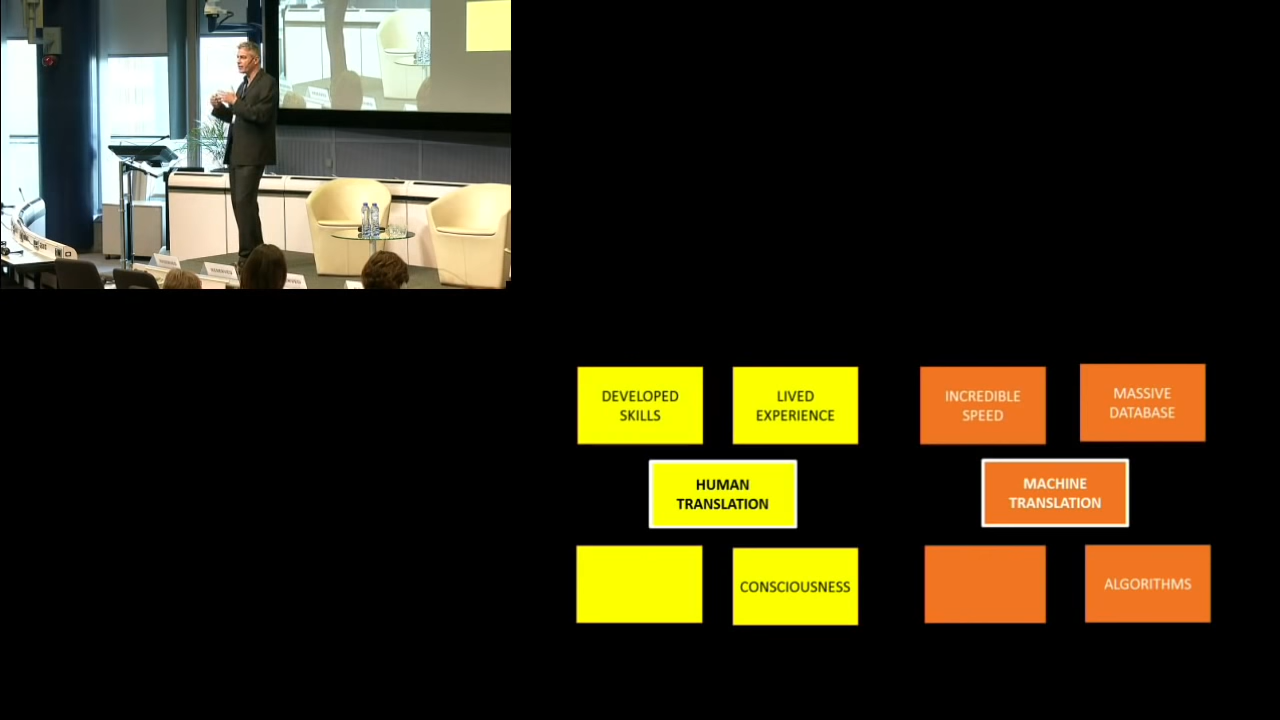 DEVELOPED
SKILLS
LIVED
EXPERIENCE
INCREDIBLE
SPEED
MASSIVE
DATABASE
HUMAN
TRANSLATION
MACHINE
TRANSLATION
CONSCIOUSNESS
ALGORITHMS